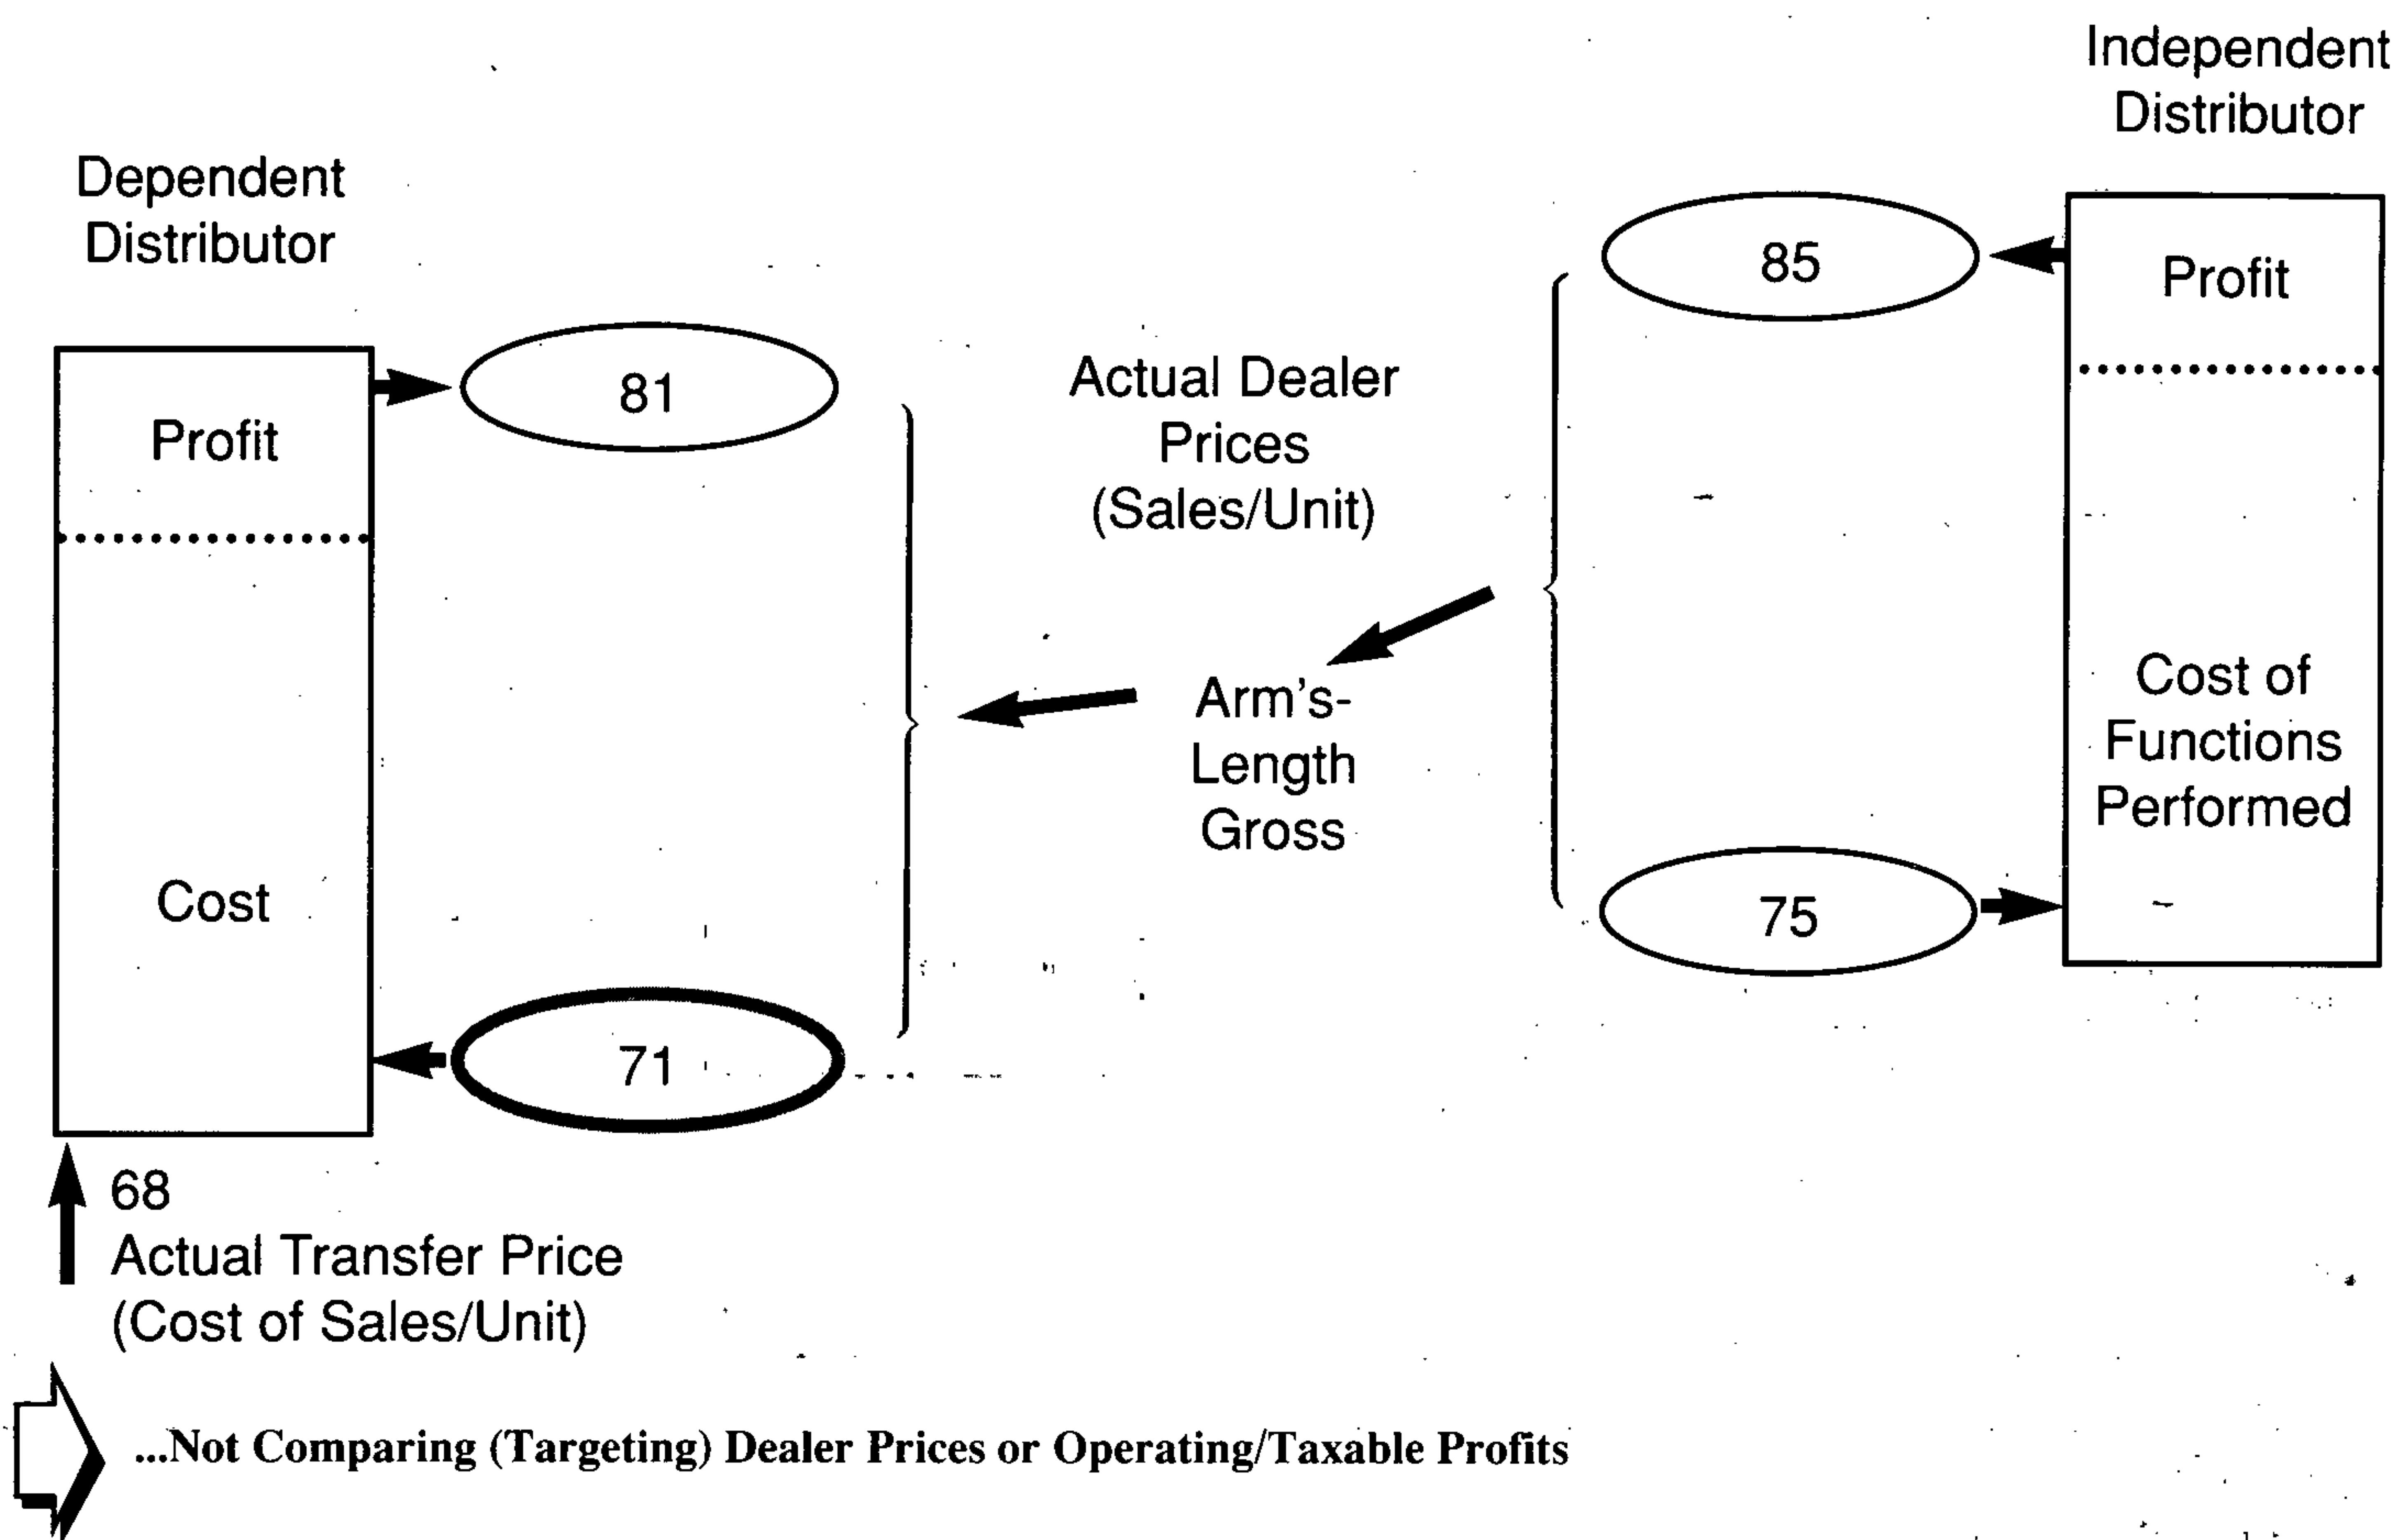 Dependent
Distributor
81
Profit
Cost
71
68
Actual Transfer Price
(Cost of Sales/Unit)
Actual Dealer
Prices
(Sales/Unit)
Arm's-
Length
Gross
Independent
Distributor
85
Profit
Cost of
Functions
Performed
75
...Not Comparing (Targeting) Dealer Prices or Operating/Taxable Profits